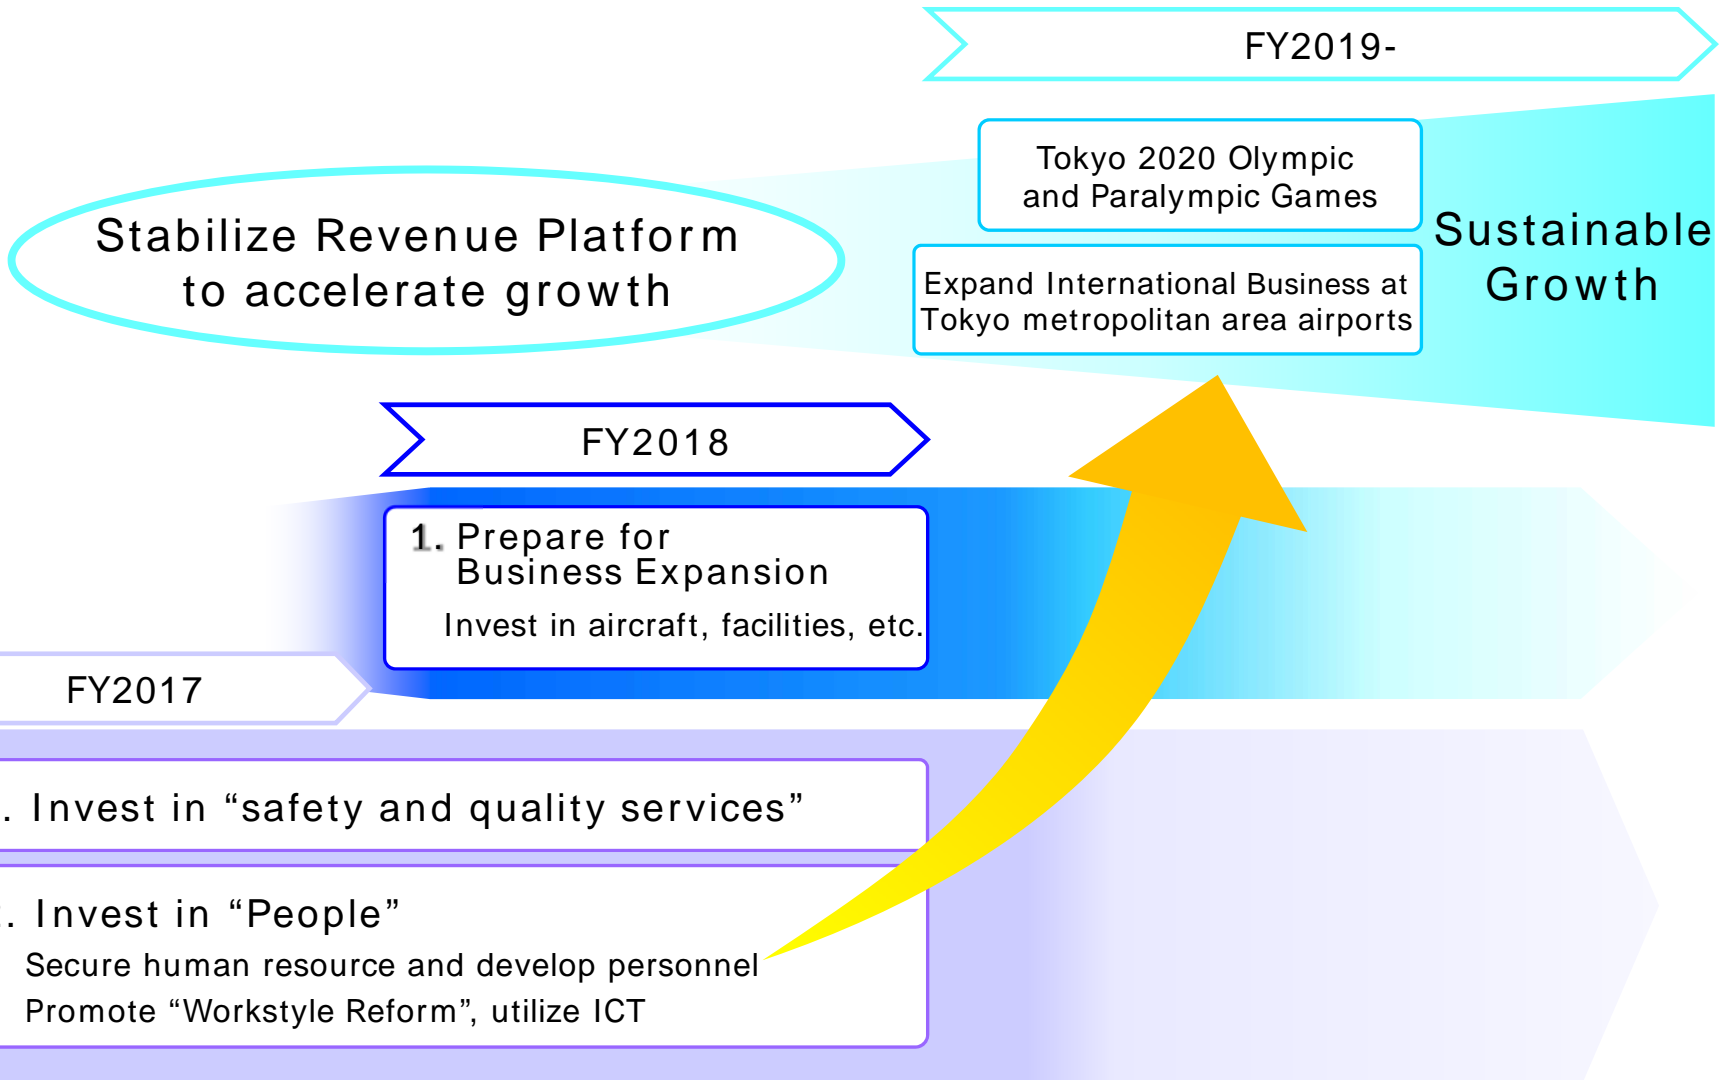 FY2019-
Tokyo 2020 Olympic
and Paralympic Games
Stabilize Revenue Platform
to accelerate growth
Sustainable
Growth
Expand International Business at
Tokyo metropolitan area airports
FY2018
1. Prepare for
Business Expansion
Invest in aircraft, facilities, etc.
FY2017
. Invest in “safety and quality services”
. Invest in “People”
Secure human resource and develop personnel
Promote “Workstyle Reform”, utilize ICT